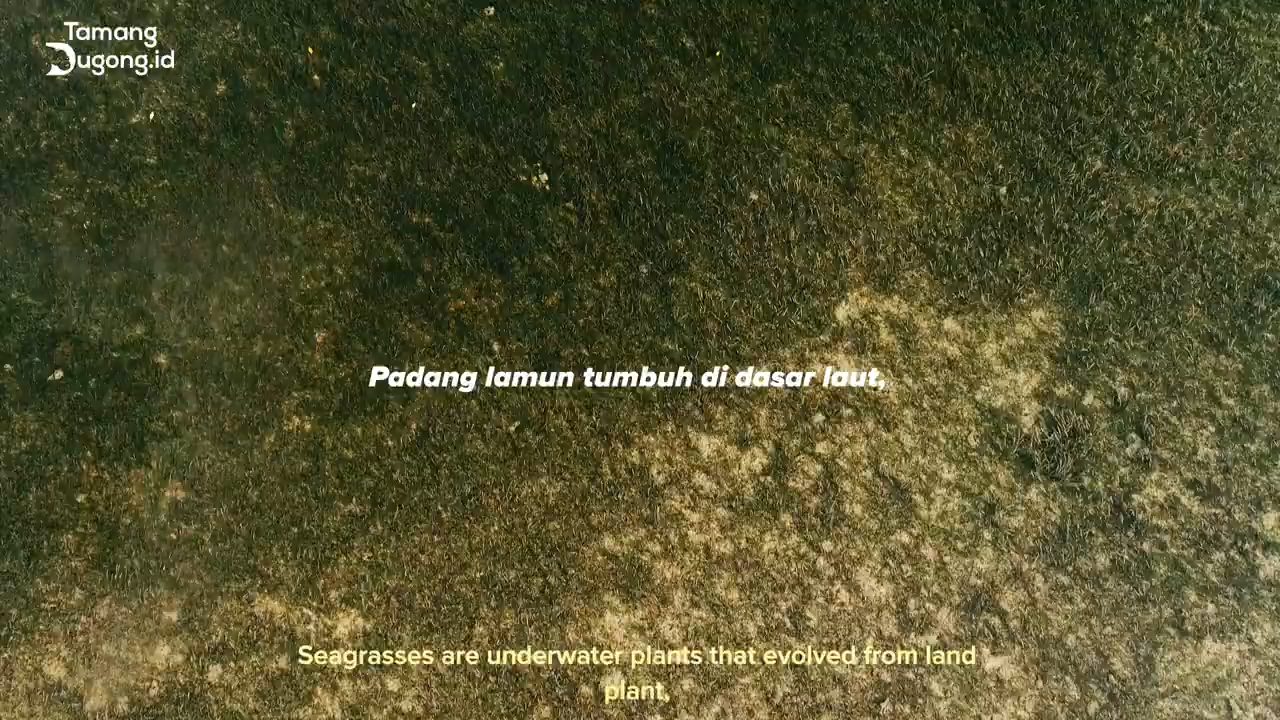 Tamang
Dugong.id
Padang lamun tumbuh di dasar laut,
Seagrasses are underwater plants that evolved from land
plant,